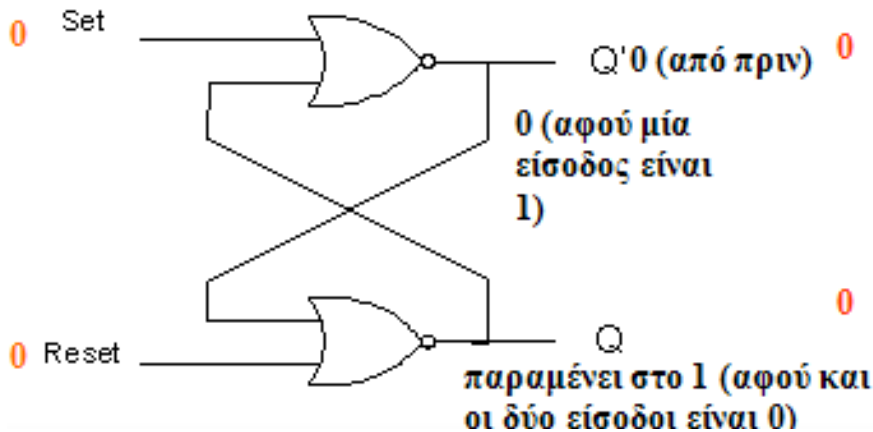 0 Set
Q'0 (από πριν) 0
0 (αφού μία
είσοδος είναι
1)
0
0 Reset
Q
παραμένει στο 1 (αφού και
οι δύο είσοδοι είναι 0)